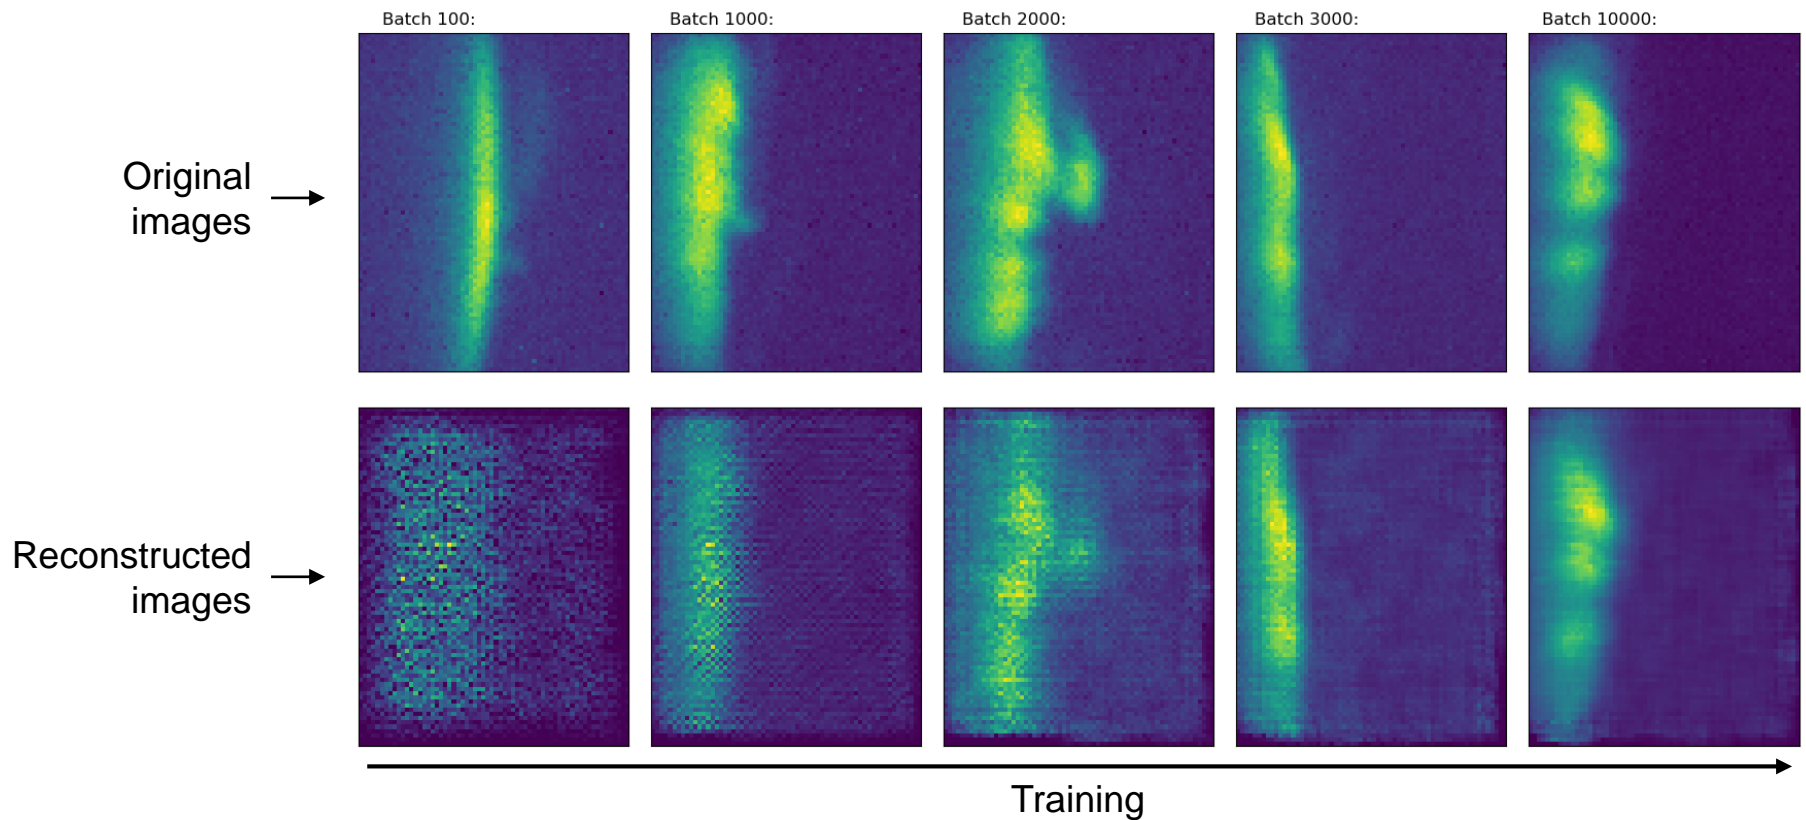 Batch 100:
Batch 1000:
Batch 2000:
Batch 3000:
Batch 10000:
Original
images
Reconstructed
images
Training